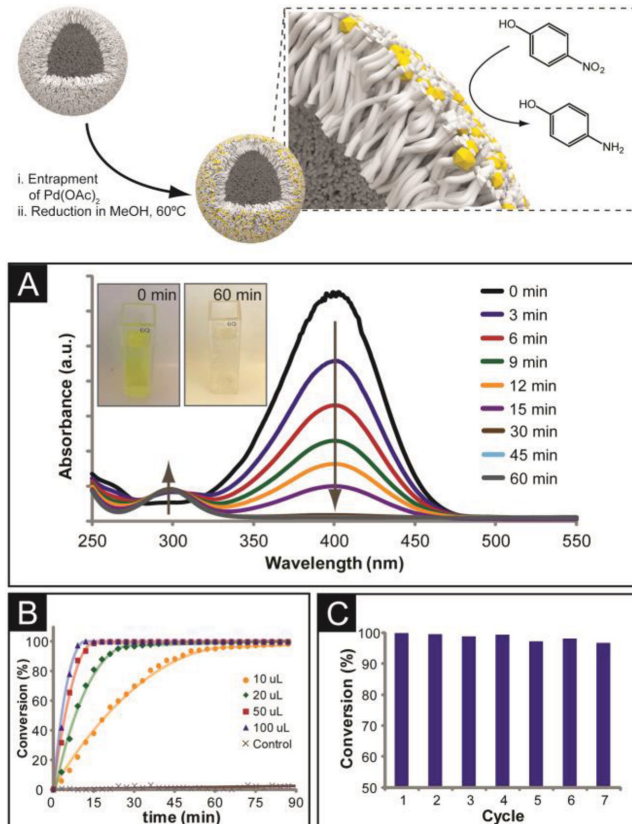 HO
NO2
HO
NH2
i. Entrapment
of Pd(OAc)2
ii. Reduction in MeOH, 60ºC
A
0 min
60 min
Absorbance (a.u.)
0 min
3 min
6 min
9 min
12 min
15 min
30 min
45 min
60 min
250 300 350 400 450 500 550
Wavelength (nm)
B
Conversion (%)
100
80
60
40
20
0
10 uL
20 uL
50 uL
100 uL
Control
0 15 30 45 60 75 90
time (min)
C
Conversion (%)
100
90
80
70
60
50
1 2 3 4 5 6 7
Cycle